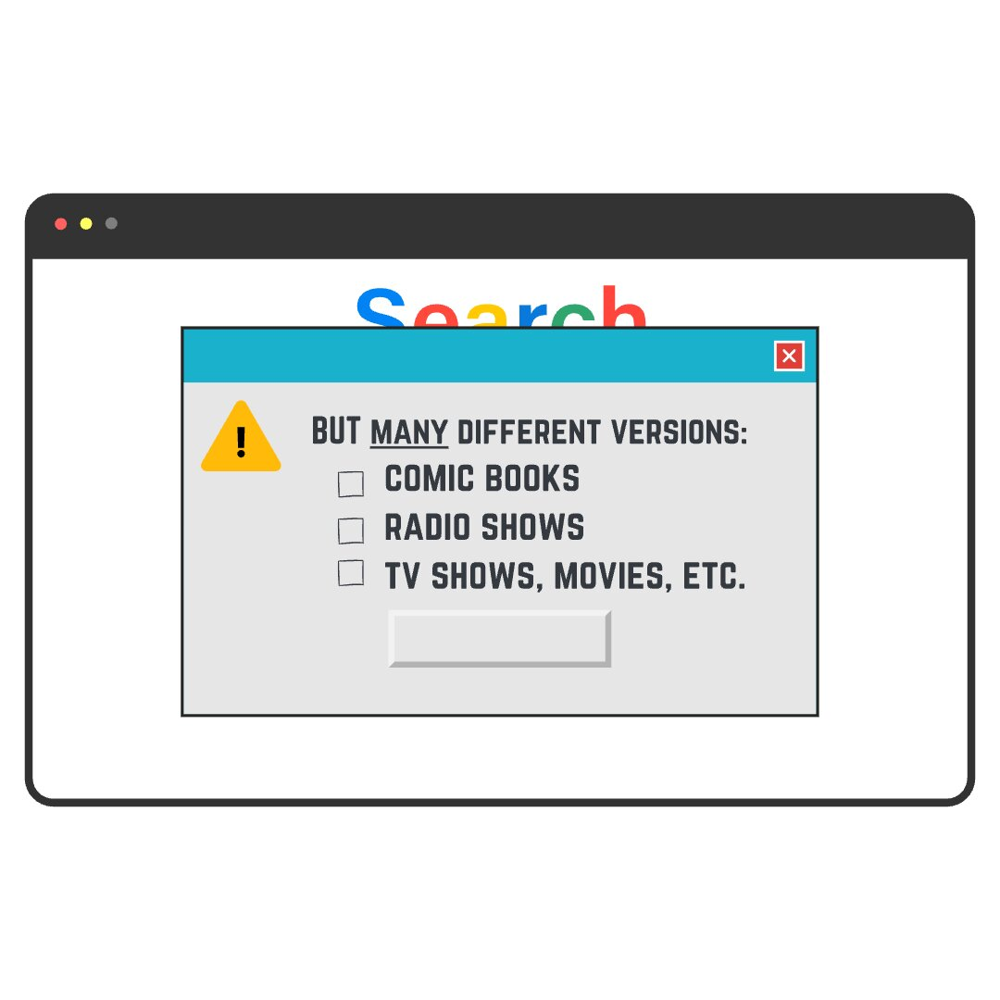 Search
BUT MANY DIFFERENT VERSIONS:
COMIC BOOKS
RADIO SHOWS
TV SHOWS, MOVIES, ETC.